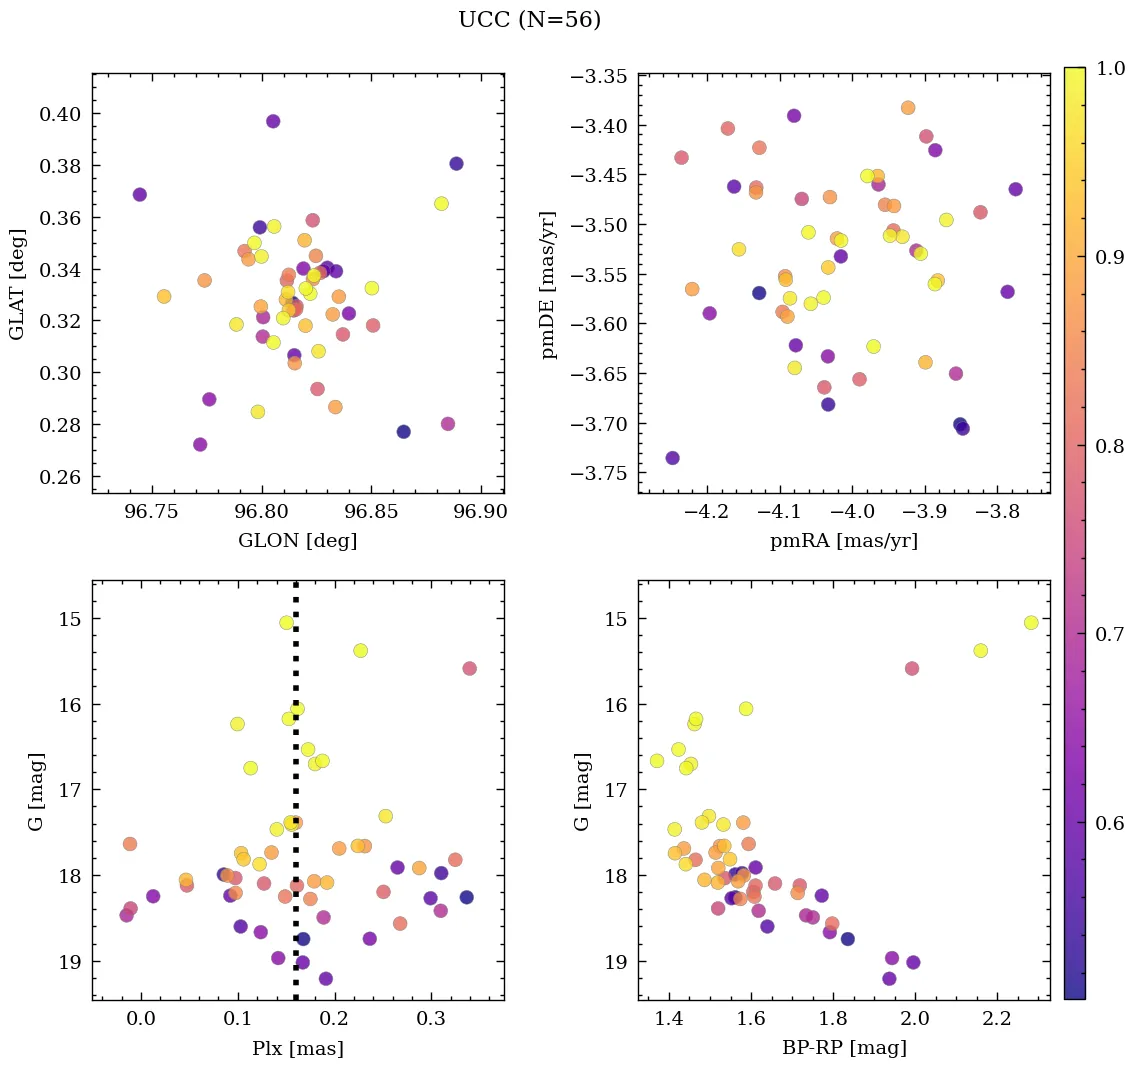 UCC (N=56)
0.40
0.38
0.36
0.34
0.32
0.30
0.28
0.26
GLAT [deg]
96.75 96.80 96.85 96.90
GLON [deg]
−3.35
−3.40
−3.45
−3.50
−3.55
−3.60
−3.65
−3.70
−3.75
pmDE [mas/yr]
−4.2 −4.1 −4.0 −3.9 −3.8
pmRA [mas/yr]
1.0
0.9
0.8
0.7
0.6
15
16
17
18
19
G [mag]
0.0 0.1 0.2 0.3
Plx [mas]
15
16
17
18
19
G [mag]
1.4 1.6 1.8 2.0 2.2
BP-RP [mag]